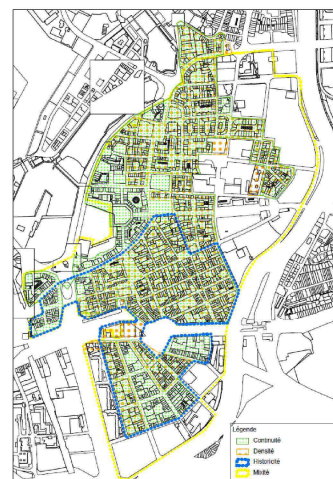 Légende
Continuité
Densité
Historicité
Mixité